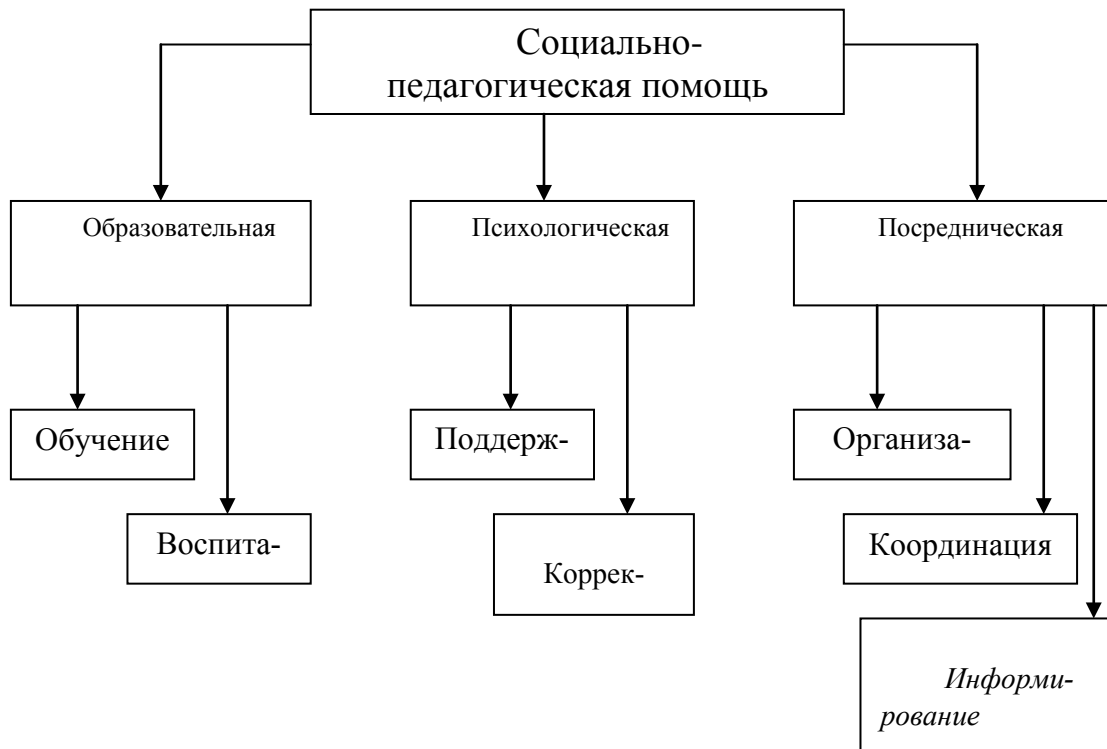 Социально-
педагогическая помощь
Образовательная
Психологическая
Посредническая
Обучение
Поддерж-
Организа-
Воспита-
Коррек-
Координация
Информи-
рование